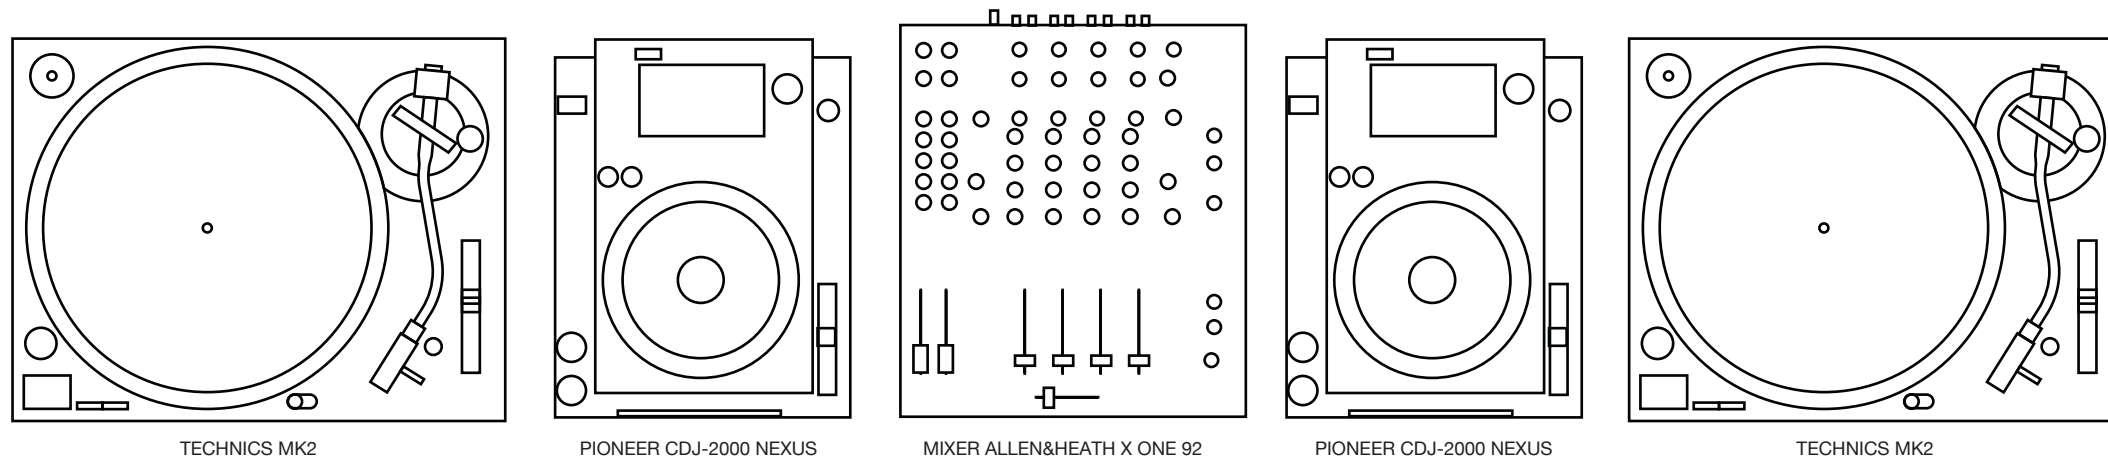 TECHNICS MK2
PIONEER CDJ-2000 NEXUS
MIXER ALLEN&HEATH X ONE 92
PIONEER CDJ-2000 NEXUS
TECHNICS MK2